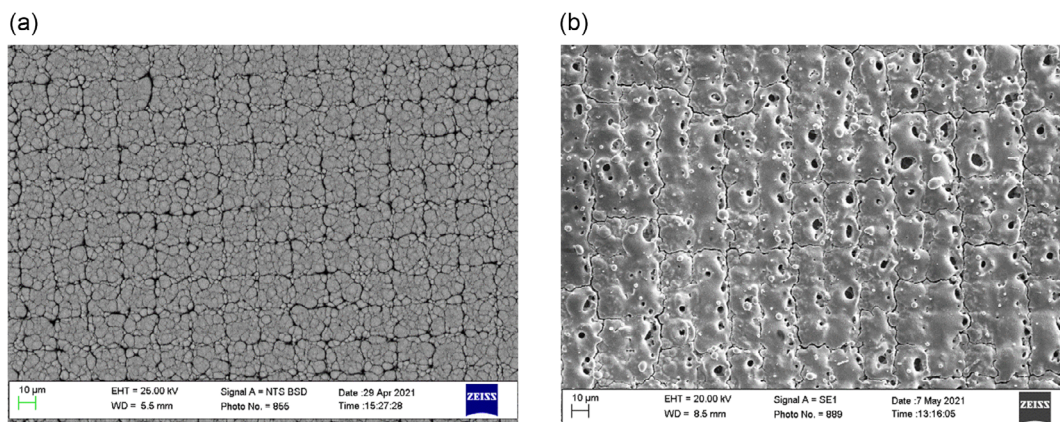 (a)
(b)
10 µm
EHT = 25.00 kV
Signal A = NTS BSD
Date :29 Apr 2021
WD = 5.5 mm
Photo No. = 856
Time :15:27:28
ZEISS
10 µm
EHT = 20.00 kV
Signal A = SE1
Date :7 May 2021
WD = 8.5 mm
Photo No. = 889
Time :13:16:05
ZEISS